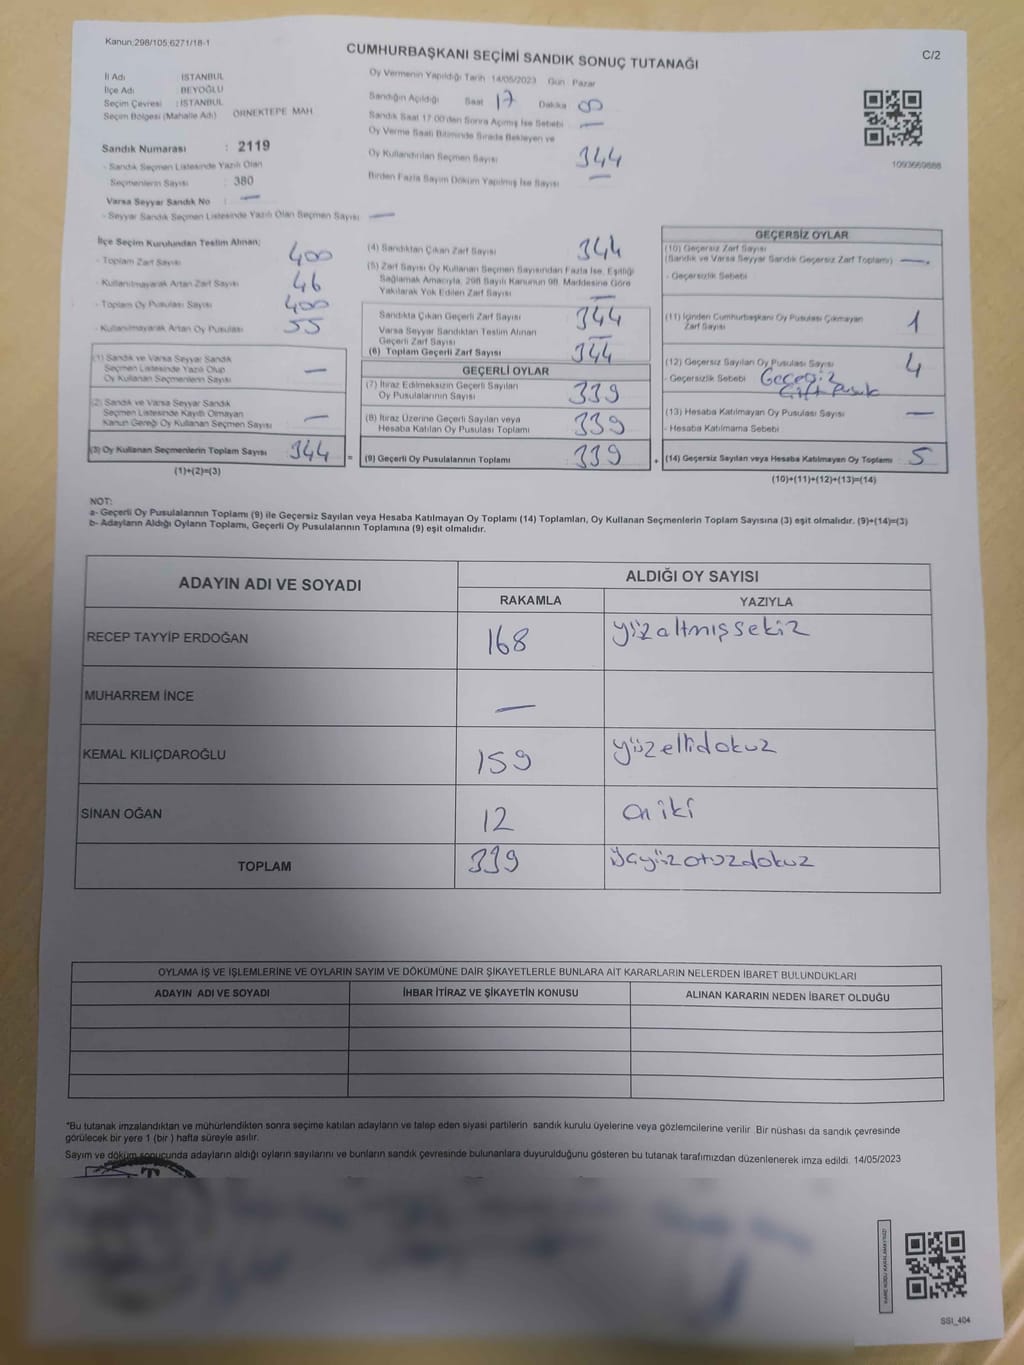 Kanun:298/105:6271/18-1
CUMHURBAŞKANI SEÇİMİ SANDIK SONUÇ TUTANAĞI
C/2
İl Adı : İSTANBUL
İlçe Adı : BEYOĞLU
Seçim Çevresi : İSTANBUL
Seçim Bölgesi (Mahalle Adı) ÖRNEKTEPE MAH
Sandık Numarası : 2119
- Sandık Seçmen Listesinde Yazılı Olan
Seçmenlerin Sayısı : 380
Varsa Seyyar Sandık No : —
- Seyyar Sandık Seçmen Listesinde Yazılı Olan Seçmen Sayısı —
Oy Vermenin Yapıldığı Tarih : 14/05/2023 Gün : Pazar
Sandığın Açıldığı Saat 17 Dakika 00
Sandık Saat 17.00'den Sonra Açılmış İse Sebebi —
Oy Verme Saati Bitiminde Sırada Bekleyen ve
Oy Kullandırılan Seçmen Sayısı 344
Birden Fazla Sayım Döküm Yapılmış İse Sayısı —
1093669888
İlçe Seçim Kurulundan Teslim Alınan;
- Toplam Zarf Sayısı 400
- Kullanılmayarak Artan Zarf Sayısı 46
- Toplam Oy Pusulası Sayısı 400
- Kullanılmayarak Artan Oy Pusulası 55
(1) Sandık ve Varsa Seyyar Sandık
Seçmen Listesinde Yazılı Olup
Oy Kullanan Seçmenlerin Sayısı —
(2) Sandık ve Varsa Seyyar Sandık
Seçmen Listesinde Kayıtlı Olmayan
Kanun Gereği Oy Kullanan Seçmen Sayısı —
(3) Oy Kullanan Seçmenlerin Toplam Sayısı 344 =
(1)+(2)=(3)
(4) Sandıktan Çıkan Zarf Sayısı 344
(5) Zarf Sayısı Oy Kullanan Seçmen Sayısından Fazla İse, Eşitliği
Sağlamak Amacıyla, 298 Sayılı Kanunun 98. Maddesine Göre
Yakılarak Yok Edilen Zarf Sayısı —
Sandıkta Çıkan Geçerli Zarf Sayısı 344
Varsa Seyyar Sandıktan Teslim Alınan
Geçerli Zarf Sayısı —
(6) Toplam Geçerli Zarf Sayısı 344
GEÇERLİ OYLAR
(7) İtiraz Edilmeksizin Geçerli Sayılan
Oy Pusulalarının Sayısı 339
(8) İtiraz Üzerine Geçerli Sayılan veya
Hesaba Katılan Oy Pusulası Toplamı 339
(9) Geçerli Oy Pusulalarının Toplamı 339 +
GEÇERSİZ OYLAR
(10) Geçersiz Zarf Sayısı
(Sandık ve Varsa Seyyar Sandık Geçersiz Zarf Toplamı) —
- Geçersizlik Sebebi
(11) İçinden Cumhurbaşkanı Oy Pusulası Çıkmayan
Zarf Sayısı 1
(12) Geçersiz Sayılan Oy Pusulası Sayısı 4
- Geçersizlik Sebebi
(13) Hesaba Katılmayan Oy Pusulası Sayısı —
- Hesaba Katılmama Sebebi
(14) Geçersiz Sayılan veya Hesaba Katılmayan Oy Toplamı 5
(10)+(11)+(12)+(13)=(14)
NOT:
a- Geçerli Oy Pusulalarının Toplamı (9) ile Geçersiz Sayılan veya Hesaba Katılmayan Oy Toplamı (14) Toplamları, Oy Kullanan Seçmenlerin Toplam Sayısına (3) eşit olmalıdır. (9)+(14)=(3)
b- Adayların Aldığı Oyların Toplamı, Geçerli Oy Pusulalarının Toplamına (9) eşit olmalıdır.
ADAYIN ADI VE SOYADI
ALDIĞI OY SAYISI
RAKAMLA YAZIYLA
RECEP TAYYİP ERDOĞAN 168 yüzaltmışsekiz
MUHARREM İNCE —
KEMAL KILIÇDAROĞLU 159 yüzellidokuz
SİNAN OĞAN 12 on iki
TOPLAM 339 üçyüzotuzdokuz
OYLAMA İŞ VE İŞLEMLERİNE VE OYLARIN SAYIM VE DÖKÜMÜNE DAİR ŞİKAYETLERLE BUNLARA AİT KARARLARIN NELERDEN İBARET BULUNDUKLARI
ADAYIN ADI VE SOYADI İHBAR İTİRAZ VE ŞİKAYETİN KONUSU ALINAN KARARIN NEDEN İBARET OLDUĞU
*Bu tutanak imzalandıktan ve mühürlendikten sonra seçime katılan adayların ve talep eden siyasi partilerin sandık kurulu üyelerine veya gözlemcilerine verilir. Bir nüshası da sandık çevresinde
görülecek bir yere 1 (bir ) hafta süreyle asılır.
Sayım ve döküm sonucunda adayların aldığı oyların sayılarını ve bunların sandık çevresinde bulunanlara duyurulduğunu gösteren bu tutanak tarafımızdan düzenlenerek imza edildi. 14/05/2023
SSI_404